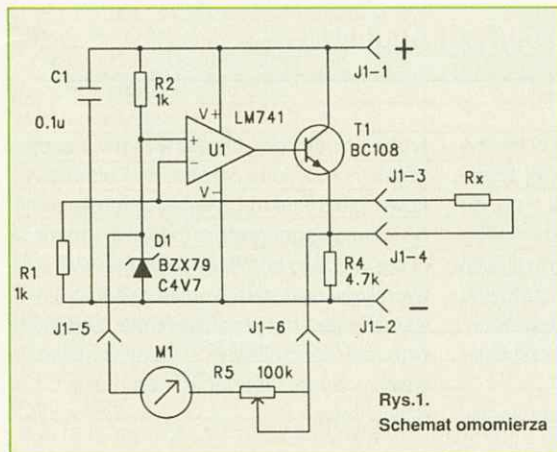 C1
0.1u
R2
1k
V+
LM741
+
-
U1
V-
T1
BC108
+
J1-1
J1-3
Rx
J1-4
R1
1k
D1
BZX79
C4V7
R4
4.7k
J1-2
–
J1-5
J1-6
M1
R5
100k
Rys.1.
Schemat omomierza